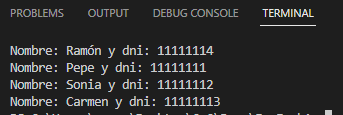 PROBLEMS OUTPUT DEBUG CONSOLE TERMINAL
Nombre: Ramón y dni: 11111114
Nombre: Pepe y dni: 11111111
Nombre: Sonia y dni: 11111112
Nombre: Carmen y dni: 11111113